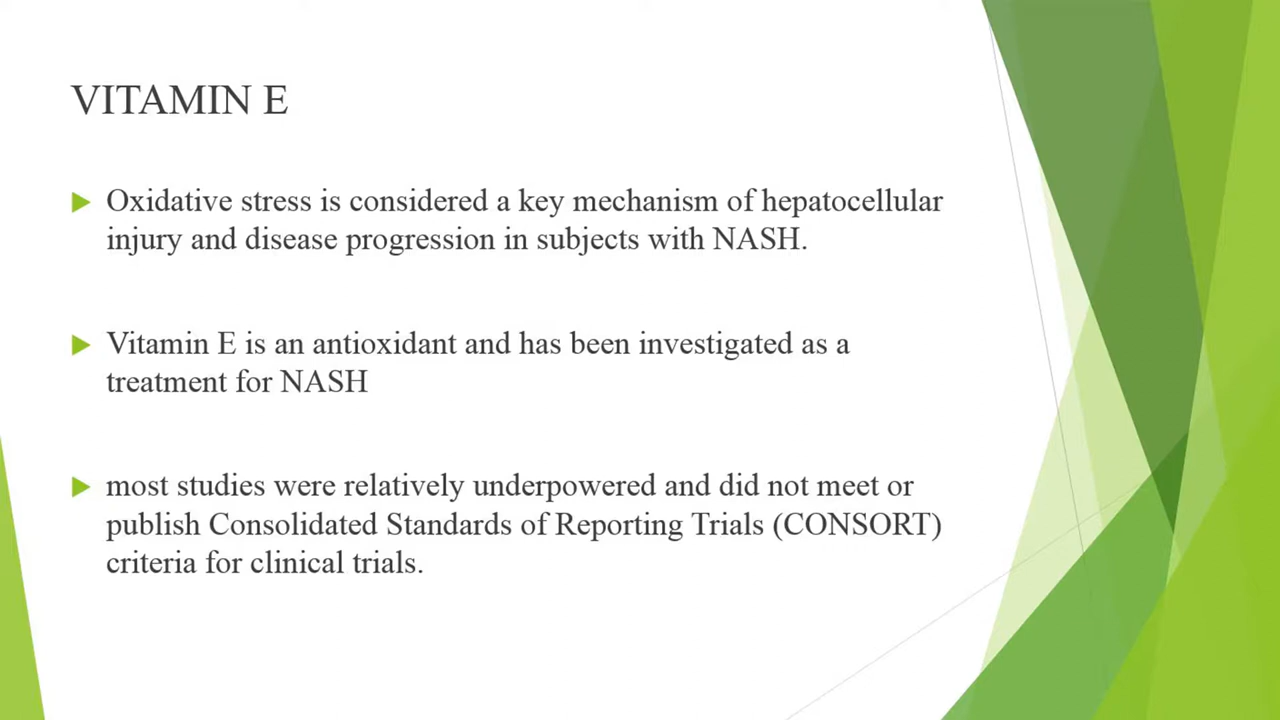 VITAMIN E
Oxidative stress is considered a key mechanism of hepatocellular
injury and disease progression in subjects with NASH.
Vitamin E is an antioxidant and has been investigated as a
treatment for NASH
most studies were relatively underpowered and did not meet or
publish Consolidated Standards of Reporting Trials (CONSORT)
criteria for clinical trials.